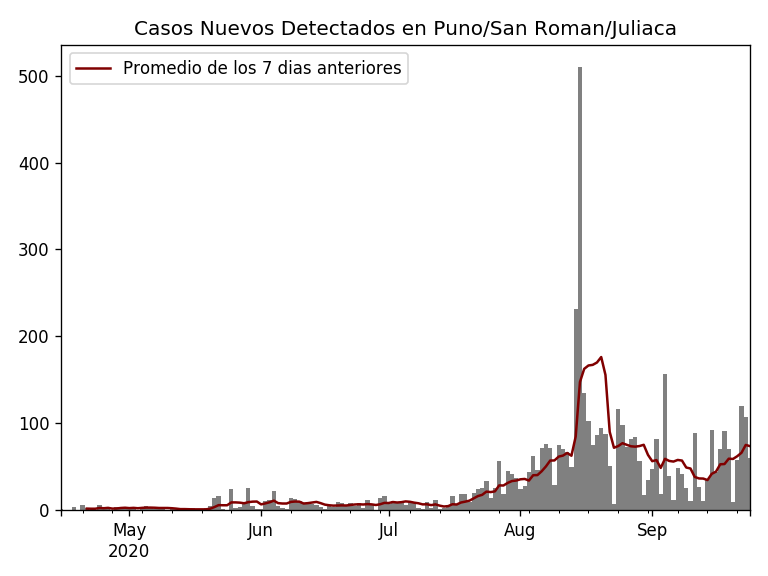 Casos Nuevos Detectados en Puno/San Roman/Juliaca
Promedio de los 7 dias anteriores
500
400
300
200
100
0
May Jun Jul Aug Sep
2020